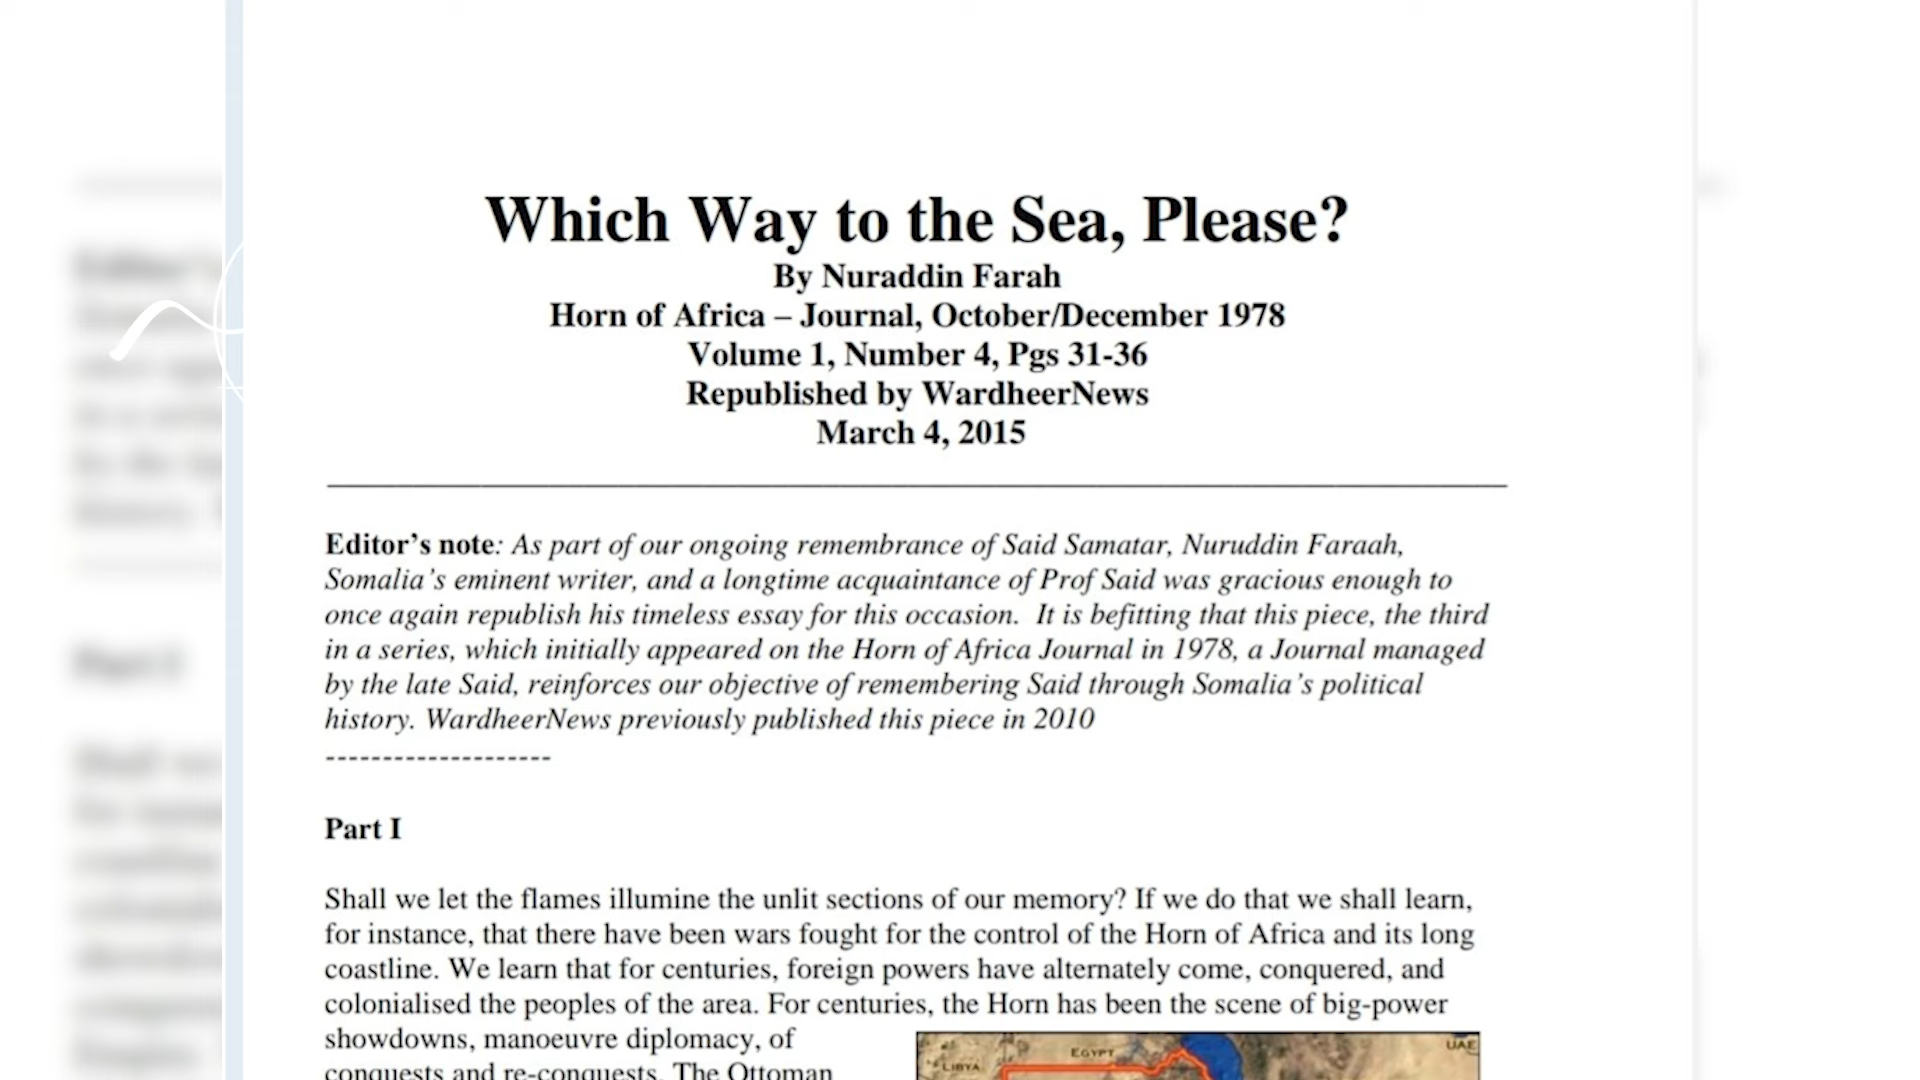 Which Way to the Sea, Please?
By Nuraddin Farah
Horn of Africa – Journal, October/December 1978
Volume 1, Number 4, Pgs 31-36
Republished by WardheerNews
March 4, 2015
Editor’s note: As part of our ongoing remembrance of Said Samatar, Nuruddin Faraah,
Somalia’s eminent writer, and a longtime acquaintance of Prof Said was gracious enough to
once again republish his timeless essay for this occasion.  It is befitting that this piece, the third
in a series, which initially appeared on the Horn of Africa Journal in 1978, a Journal managed
by the late Said, reinforces our objective of remembering Said through Somalia’s political
history. WardheerNews previously published this piece in 2010
--------------------
Part I
Shall we let the flames illumine the unlit sections of our memory? If we do that we shall learn,
for instance, that there have been wars fought for the control of the Horn of Africa and its long
coastline. We learn that for centuries, foreign powers have alternately come, conquered, and
colonialised the peoples of the area. For centuries, the Horn has been the scene of big-power
showdowns, manoeuvre diplomacy, of
conquests and re-conquests. The Ottoman
LIBYA
EGYPT
UAE